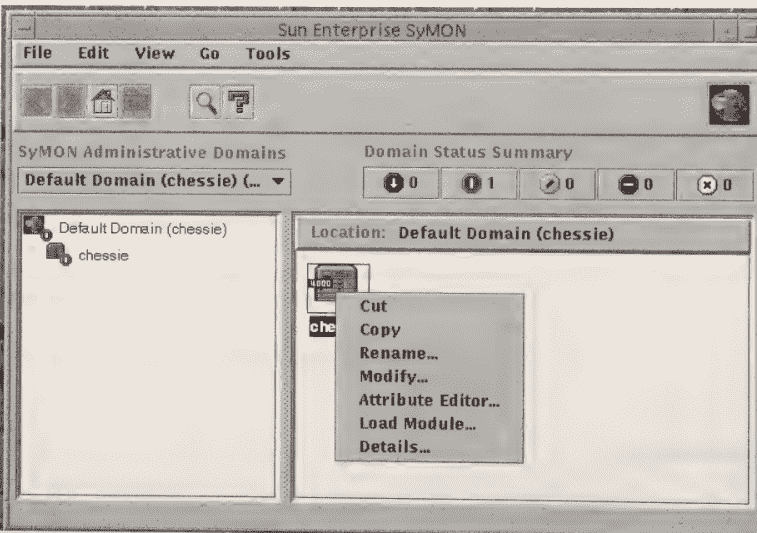 Sun Enterprise SyMON
File Edit View Go Tools
SyMON Administrative Domains
Domain Status Summary
Default Domain (chessie) (...
0 1 0 0 0
Default Domain (chessie)
chessie
Location: Default Domain (chessie)
4000
che
Cut
Copy
Rename...
Modify...
Attribute Editor...
Load Module...
Details...